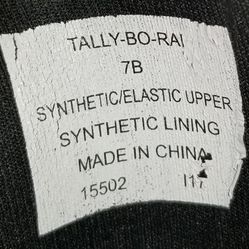 TALLY-BO-RAI
7B
SYNTHETIC/ELASTIC UPPER
SYNTHETIC LINING
MADE IN CHINA
15502 I17